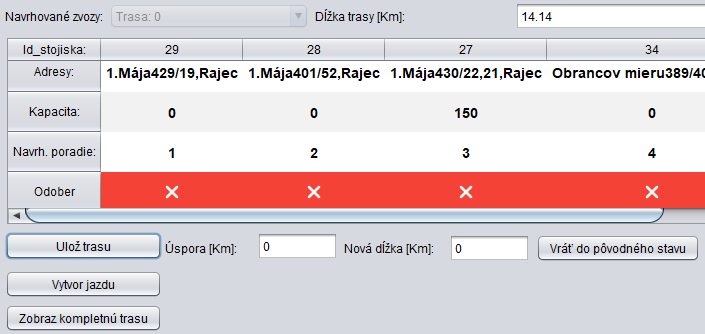 Navrhované zvozy: Trasa: 0 Dĺžka trasy [Km]: 14.14
Id_stojiska: 29 28 27 34
Adresy: 1.Mája429/19,Rajec 1.Mája401/52,Rajec 1.Mája430/22,21,Rajec Obrancov mieru389/40
Kapacita: 0 0 150 0
Navrh. poradie: 1 2 3 4
Odober
Ulož trasu Úspora [Km]: 0 Nová dĺžka [Km]: 0 Vráť do pôvodného stavu
Vytvor jazdu
Zobraz kompletnú trasu